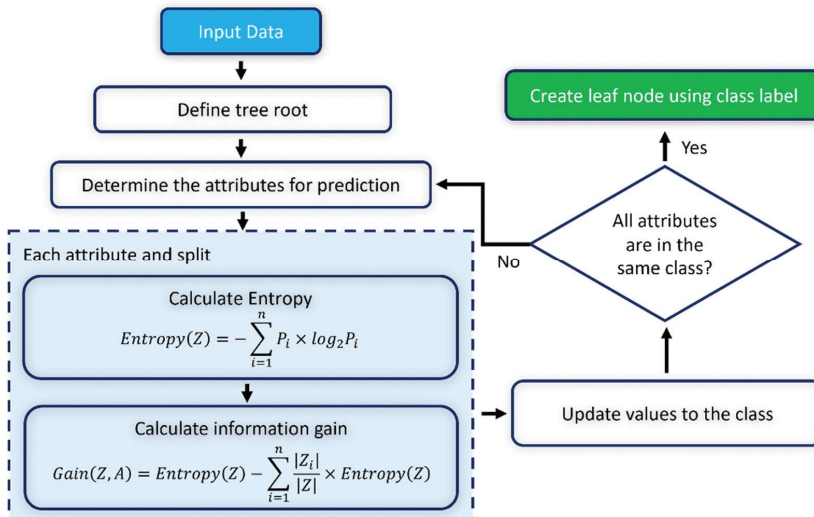 Input Data
Define tree root
Determine the attributes for prediction
Each attribute and split
Calculate Entropy
Entropy(Z) = − ∑_{i=1}^{n} P_i × log_2 P_i
Calculate information gain
Gain(Z, A) = Entropy(Z) − ∑_{i=1}^{n} |Z_i| / |Z| × Entropy(Z)
Update values to the class
All attributes
are in the
same class?
No
Yes
Create leaf node using class label